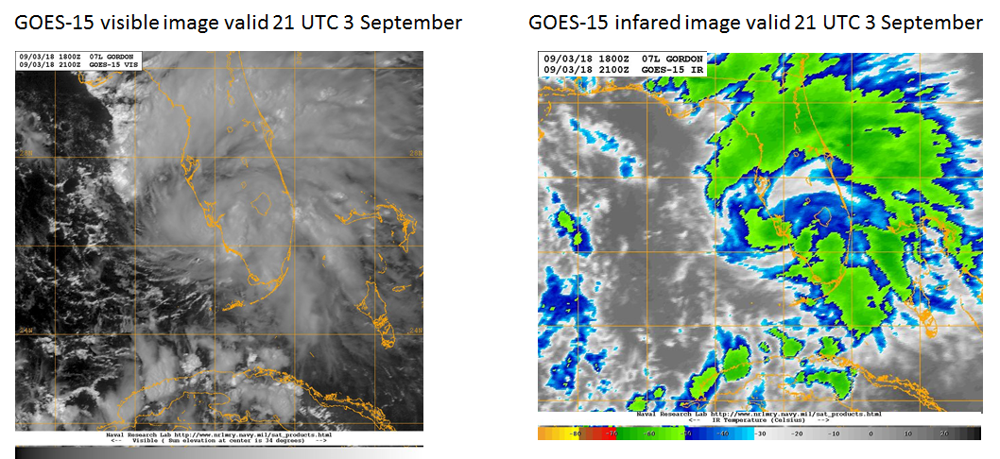 GOES-15 visible image valid 21 UTC 3 September
GOES-15 infared image valid 21 UTC 3 September
09/03/18 1800Z 07L GORDON
09/03/18 2100Z GOES-15 VIS
09/03/18 1800Z 07L GORDON
09/03/18 2100Z GOES-15 IR
28N
24N
Naval Research Lab http://www.nrlmry.navy.mil/sat_products.html
<-- Visible ( Sun elevation at center is 34 degrees) -->
Naval Research Lab http://www.nrlmry.navy.mil/sat_products.html
<-- IR Temperature (Celsius) -->
-80 -70 -60 -50 -40 -30 -20 -10 0 10 20